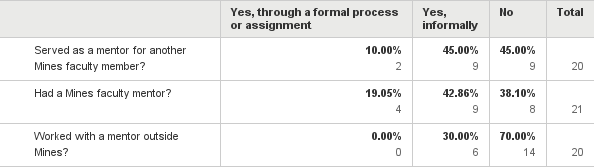 Yes, through a formal process Yes, No Total
or assignment informally
Served as a mentor for another 10.00% 45.00% 45.00%
Mines faculty member? 2 9 9 20
Had a Mines faculty mentor? 19.05% 42.86% 38.10%
4 9 8 21
Worked with a mentor outside 0.00% 30.00% 70.00%
Mines? 0 6 14 20